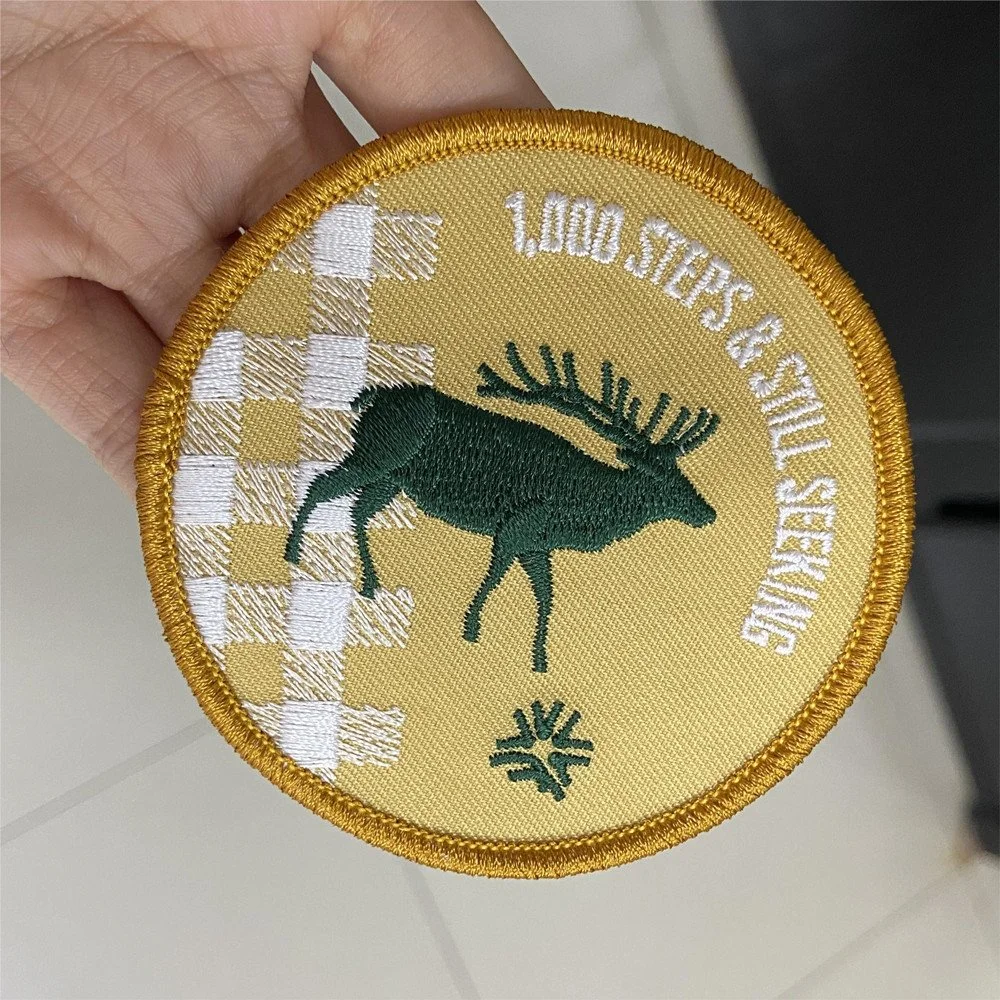 1,000 STEPS & STILL SEEKING